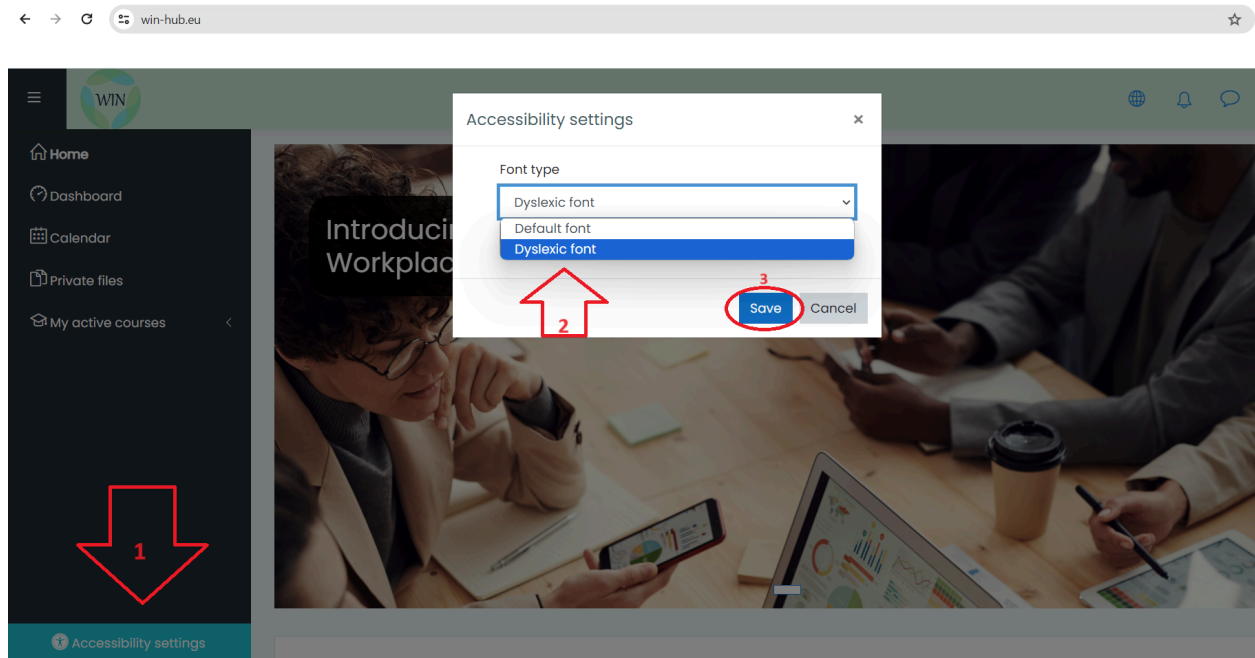 win-hub.eu
WIN
Accessibility settings ×
Home
Font type
Dashboard
Dyslexic font
Introduci
Default font
Calendar
Dyslexic font
Workplac
Private files
3
My active courses
Save
Cancel
2
1
Accessibility settings